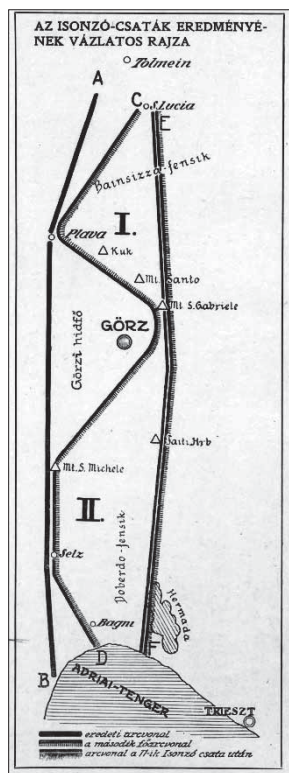 AZ ISONZÓ-CSATÁK EREDMÉNYÉ-
NEK VÁZLATOS RAJZA
Tolmein
A
C
S. Lucia
E
Bainsizza-fensik
Plava
I.
Kuk
Mt. Santo
Mt S. Gabriele
GÖRZ
Görzi hidfő
Faiti Hrb
Mt. S. Michele
II.
Doberdo-fensik
Selz
Hermada
Bagni
D
F
B
ADRIAI-TENGER
TRIESZT
eredeti arcvonal
a második főarcvonal
arcvonal a 11-ik Isonzó csata után